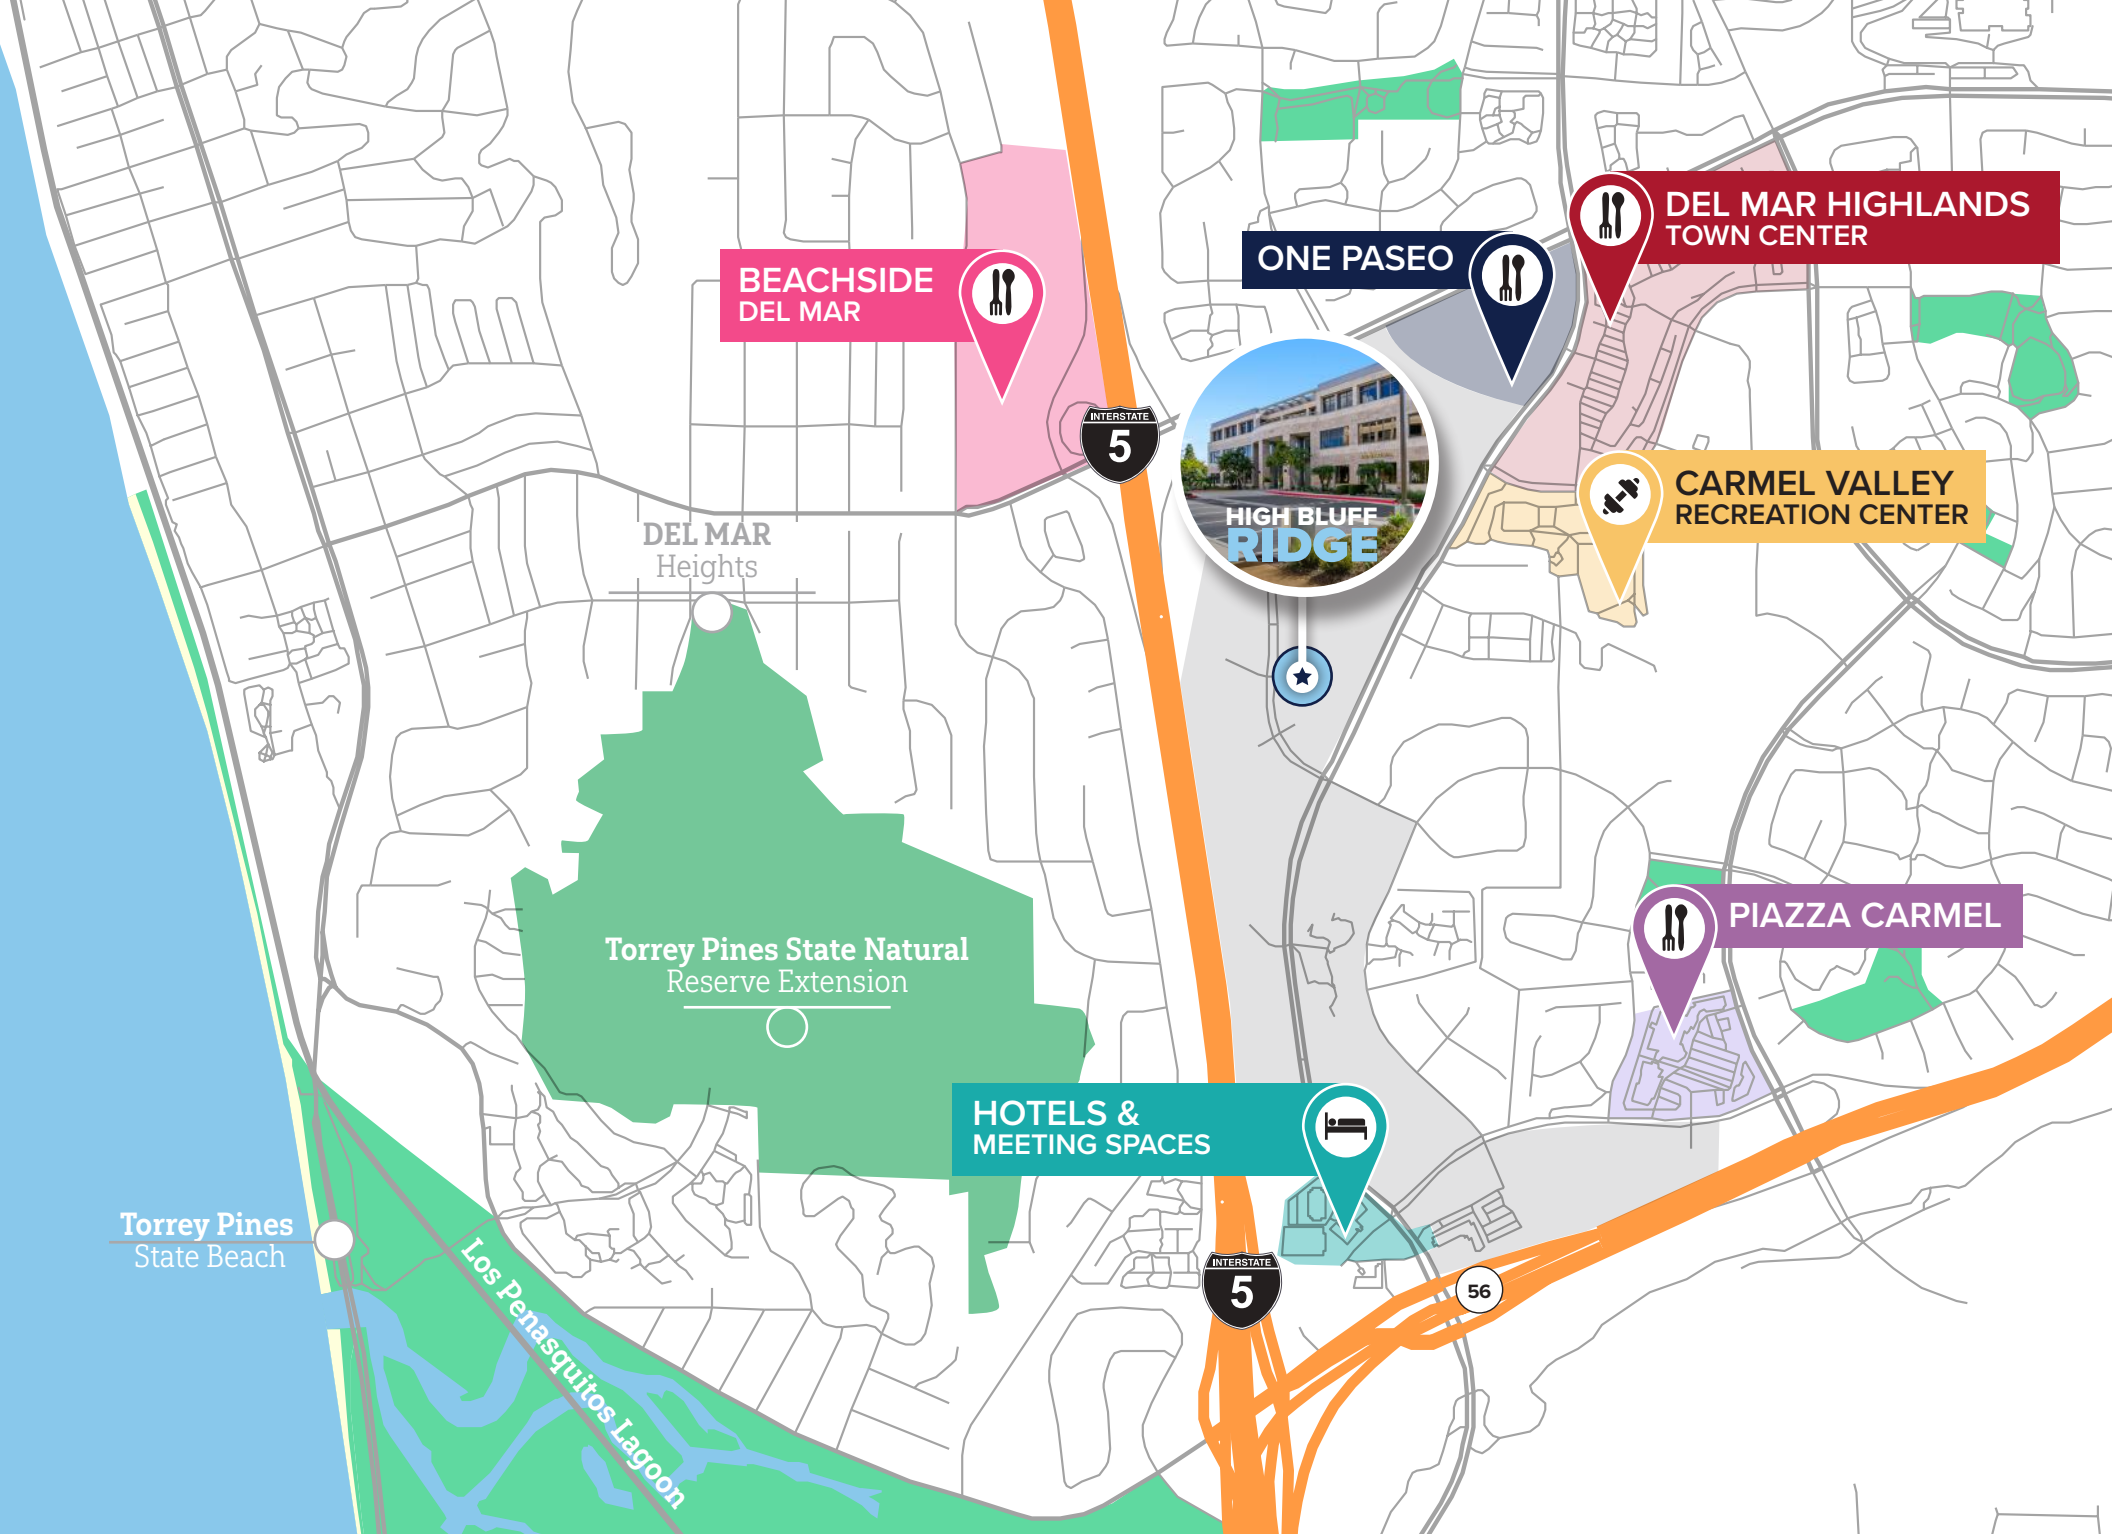 DEL MAR HIGHLANDS
TOWN CENTER
ONE PASEO
BEACHSIDE
DEL MAR
INTERSTATE
5
CARMEL VALLEY
RECREATION CENTER
HIGH BLUFF
RIDGE
DEL MAR
Heights
PIAZZA CARMEL
Torrey Pines State Natural
Reserve Extension
HOTELS &
MEETING SPACES
Torrey Pines
State Beach
Los Penasquitos Lagoon
INTERSTATE
5
56